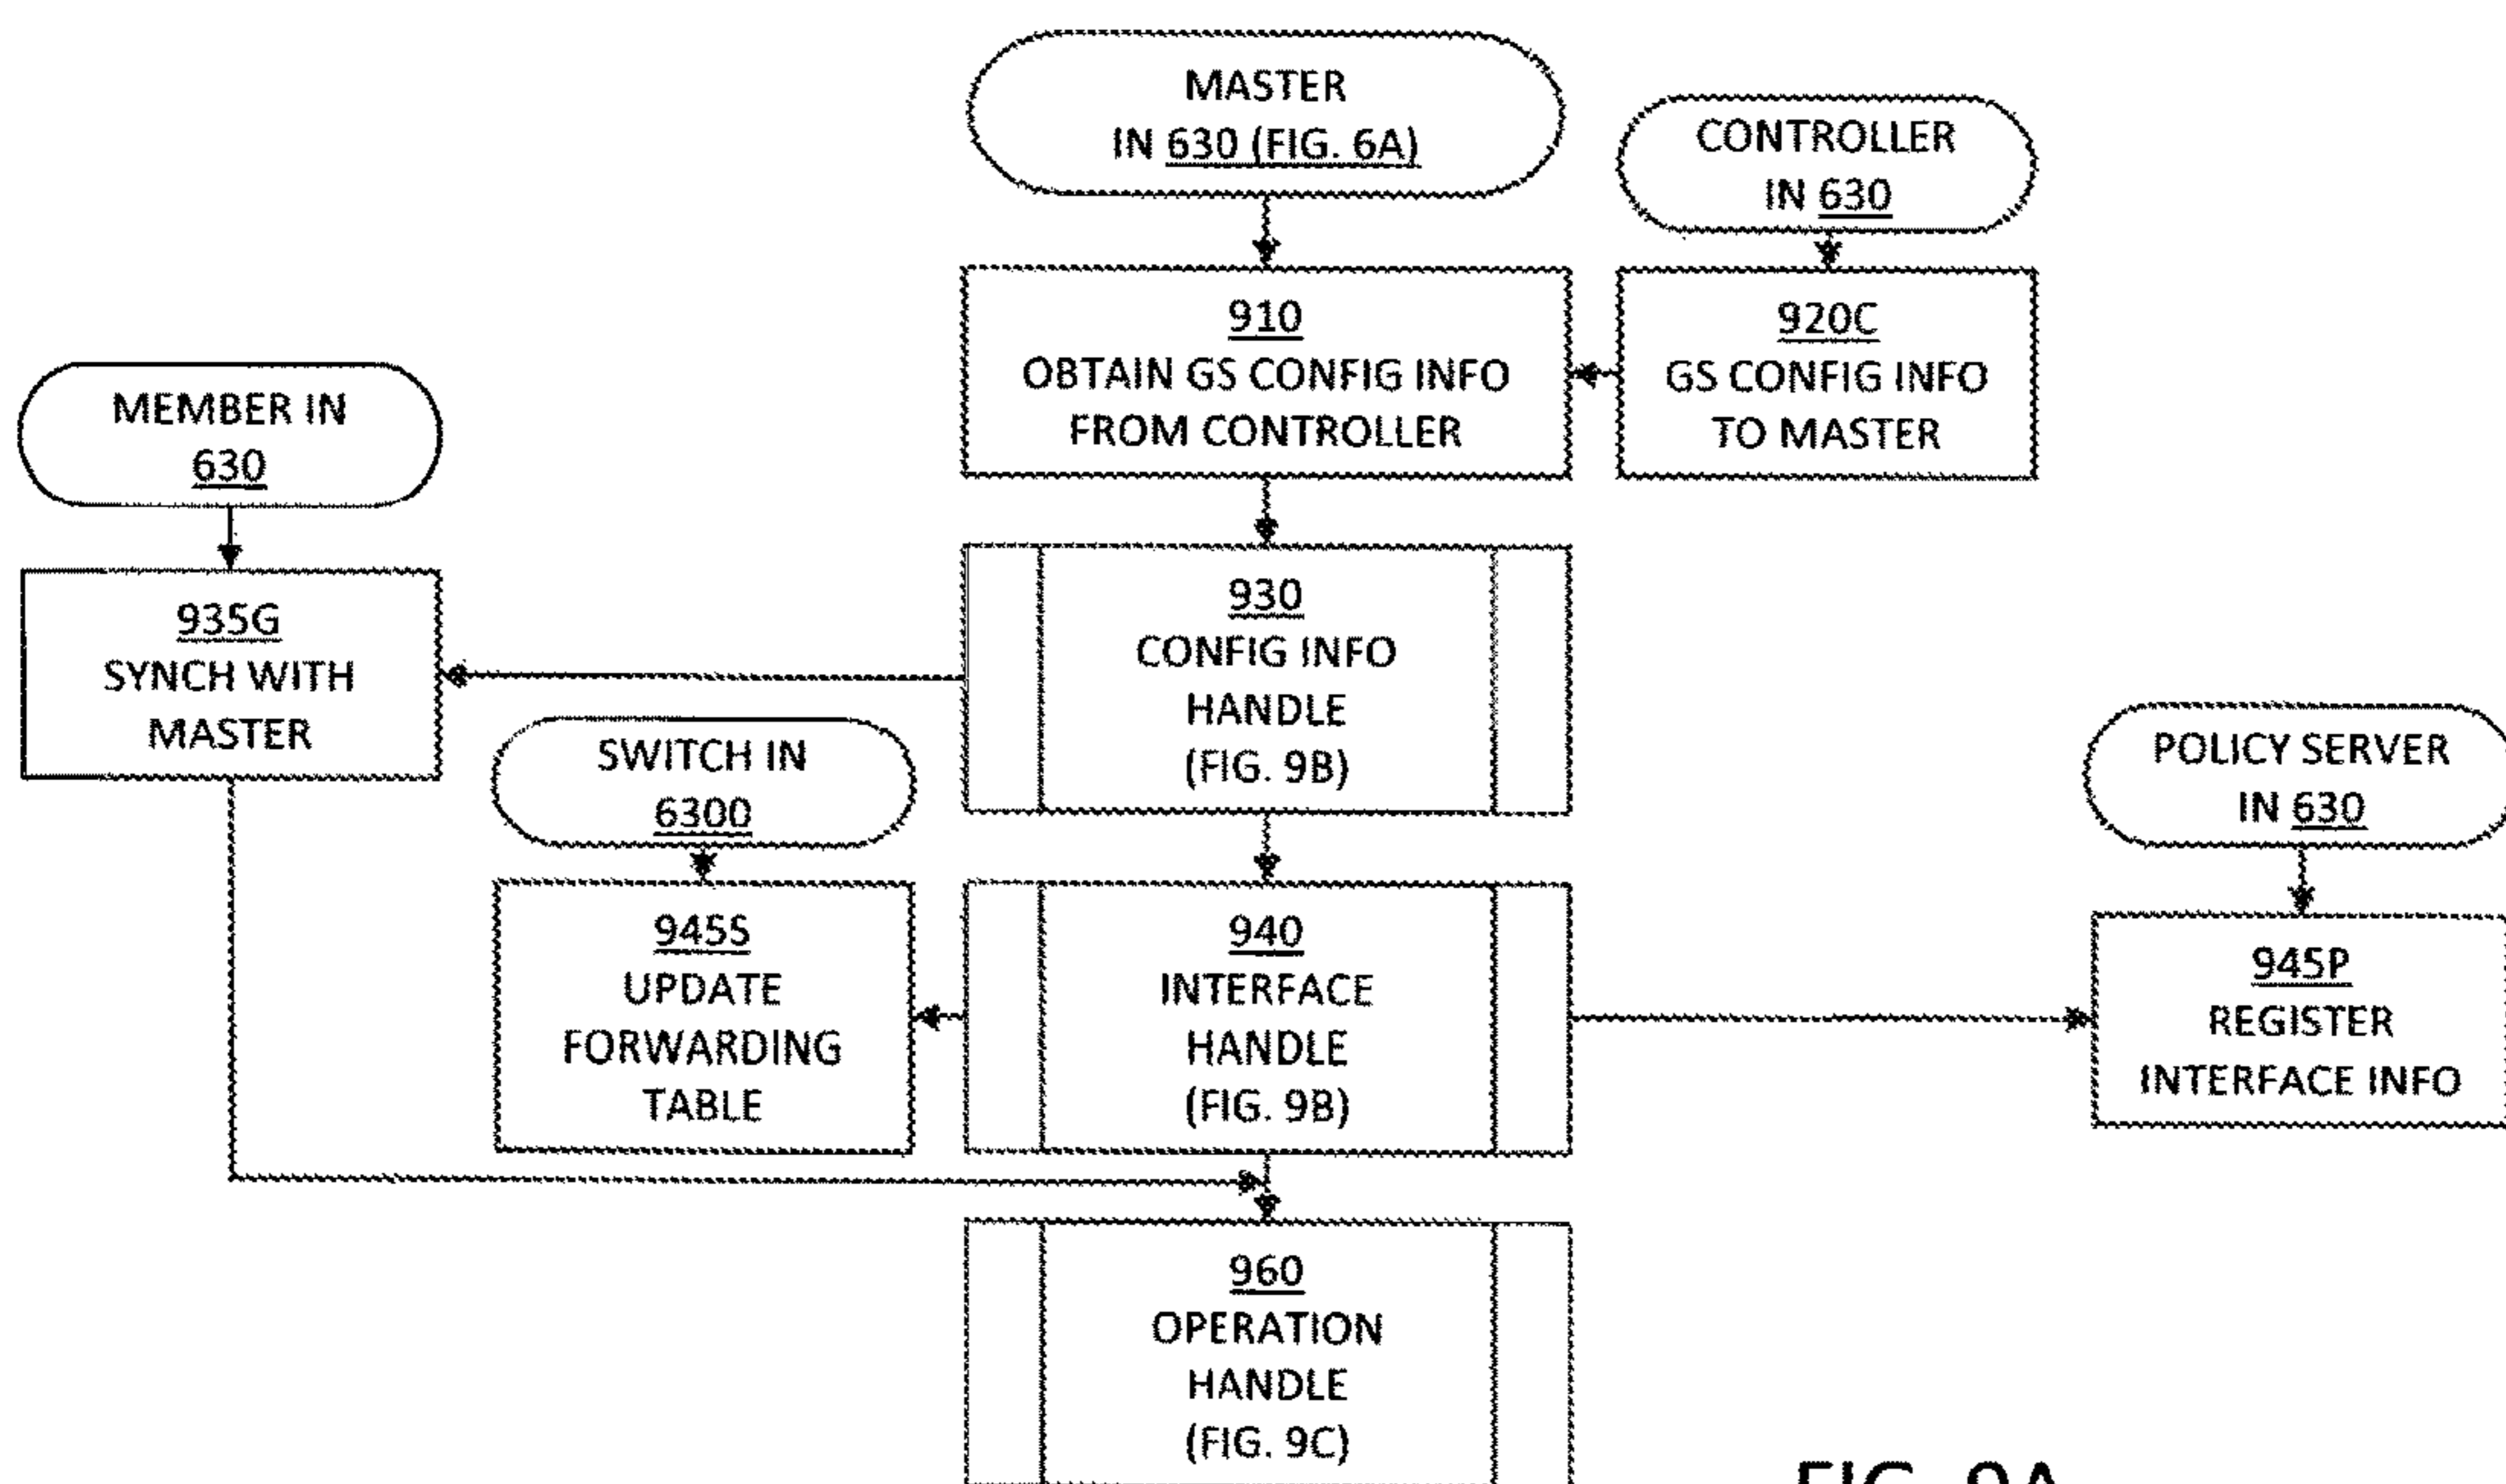 MASTER
IN 630 (FIG. 6A)
CONTROLLER
IN 630
910
OBTAIN GS CONFIG INFO
FROM CONTROLLER
920C
GS CONFIG INFO
TO MASTER
MEMBER IN
630
935G
SYNCH WITH
MASTER
930
CONFIG INFO
HANDLE
(FIG. 9B)
SWITCH IN
6300
POLICY SERVER
IN 630
945S
UPDATE
FORWARDING
TABLE
940
INTERFACE
HANDLE
(FIG. 9B)
945P
REGISTER
INTERFACE INFO
960
OPERATION
HANDLE
(FIG. 9C)
FIG. 9A